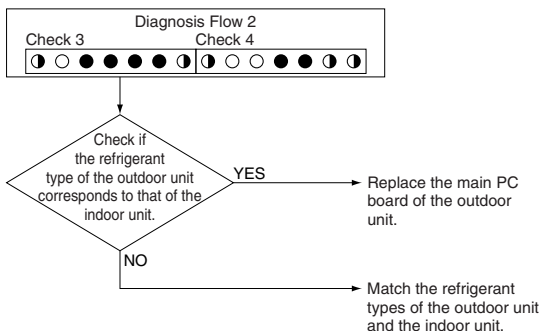 Diagnosis Flow 2
Check 3 Check 4
Check if
the refrigerant
type of the outdoor unit
corresponds to that of the
indoor unit.
YES
Replace the main PC
board of the outdoor
unit.
NO
Match the refrigerant
types of the outdoor unit
and the indoor unit.